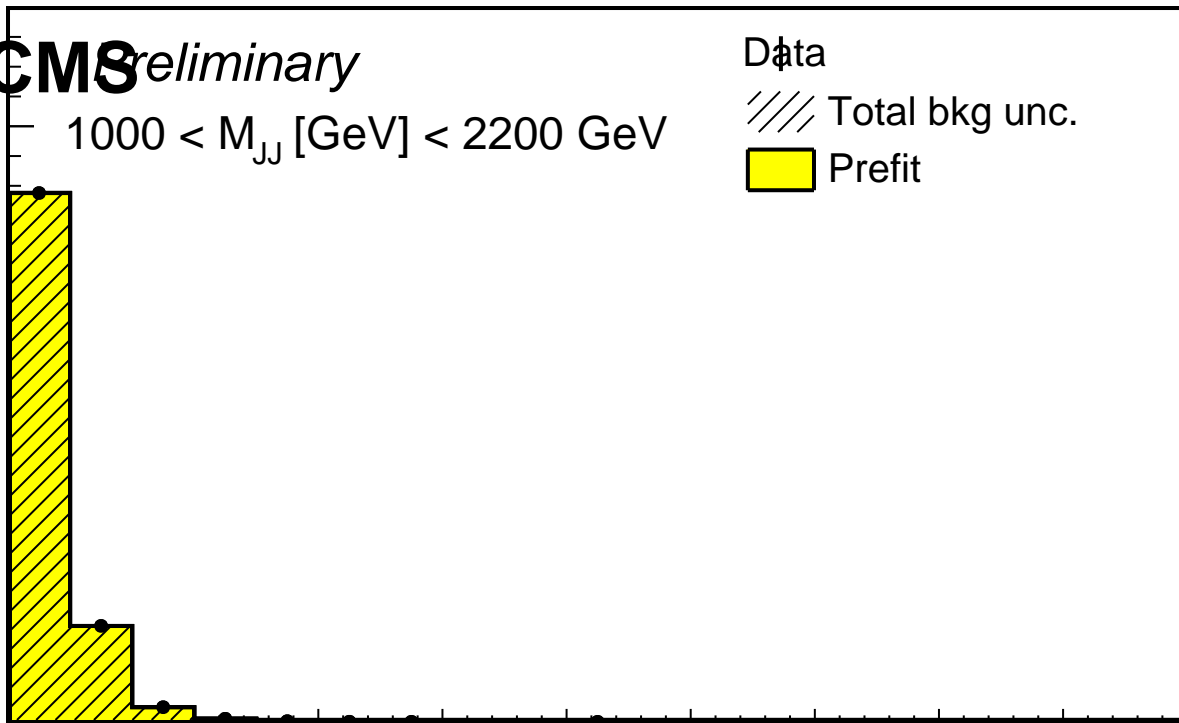 CMS Preliminary
1000 < M_JJ [GeV] < 2200 GeV
Data
Total bkg unc.
Prefit